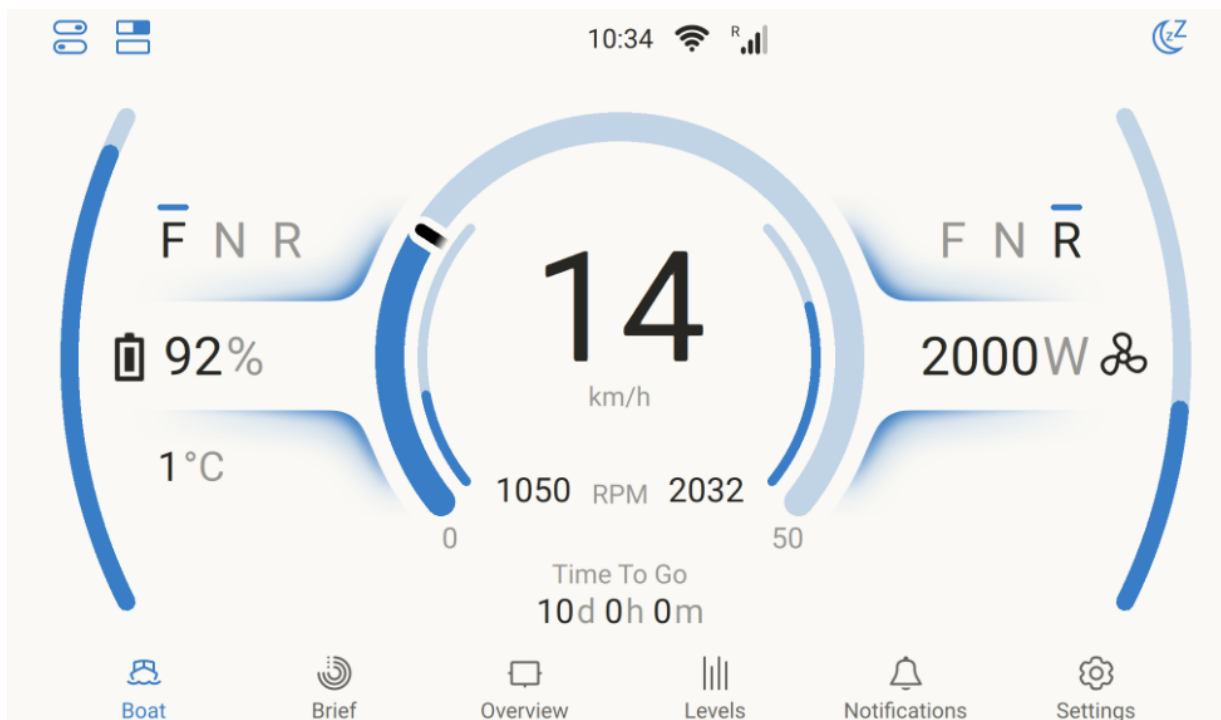 10:34 R
zZ
F N R
F N R
14
92%
2000W
km/h
1°C
1050 RPM 2032
0
50
Time To Go
10d 0h 0m
Boat
Brief
Overview
Levels
Notifications
Settings